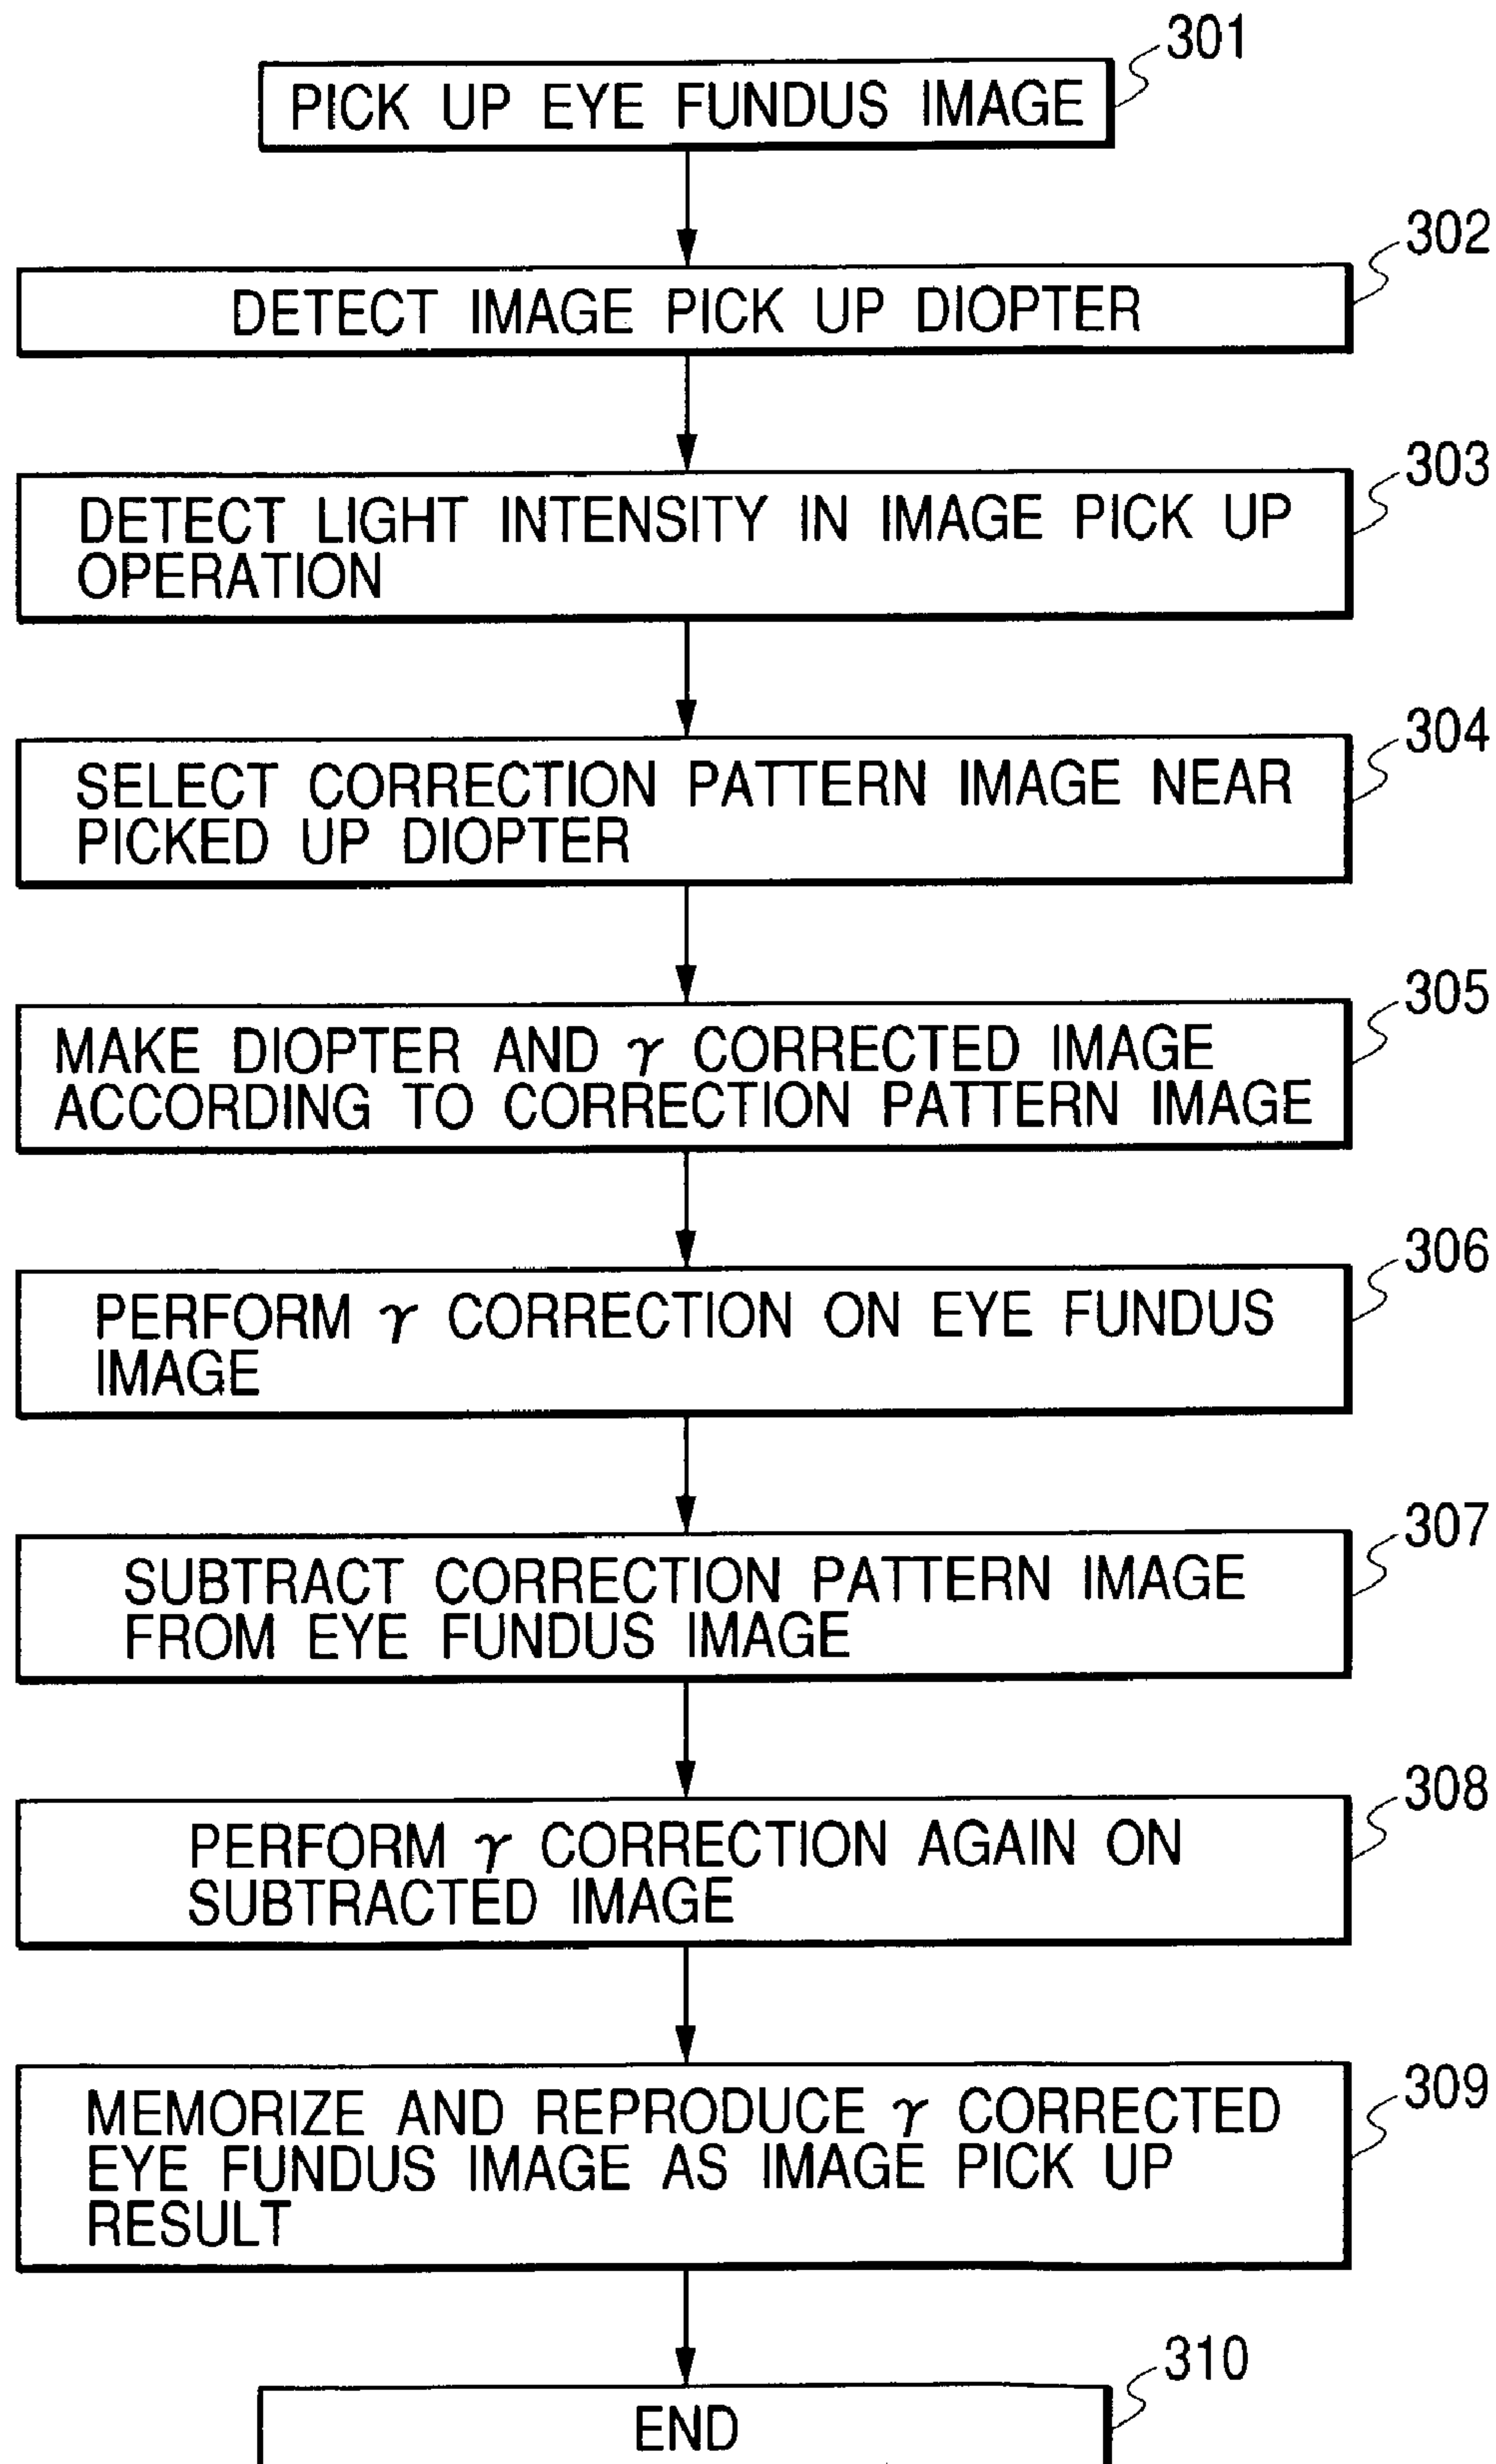 301
PICK UP EYE FUNDUS IMAGE
302
DETECT IMAGE PICK UP DIOPTER
303
DETECT LIGHT INTENSITY IN IMAGE PICK UP
OPERATION
304
SELECT CORRECTION PATTERN IMAGE NEAR
PICKED UP DIOPTER
305
MAKE DIOPTER AND γ CORRECTED IMAGE
ACCORDING TO CORRECTION PATTERN IMAGE
306
PERFORM γ CORRECTION ON EYE FUNDUS
IMAGE
307
SUBTRACT CORRECTION PATTERN IMAGE
FROM EYE FUNDUS IMAGE
308
PERFORM γ CORRECTION AGAIN ON
SUBTRACTED IMAGE
309
MEMORIZE AND REPRODUCE γ CORRECTED
EYE FUNDUS IMAGE AS IMAGE PICK UP
RESULT
310
END